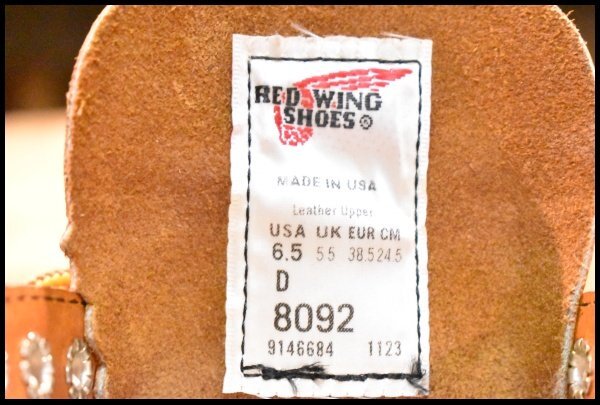 RED WING
SHOES ®
MADE IN USA
Leather Upper
USA UK EUR CM
6.5 5.5 38.5 24.5
D
8092
9146684 1123